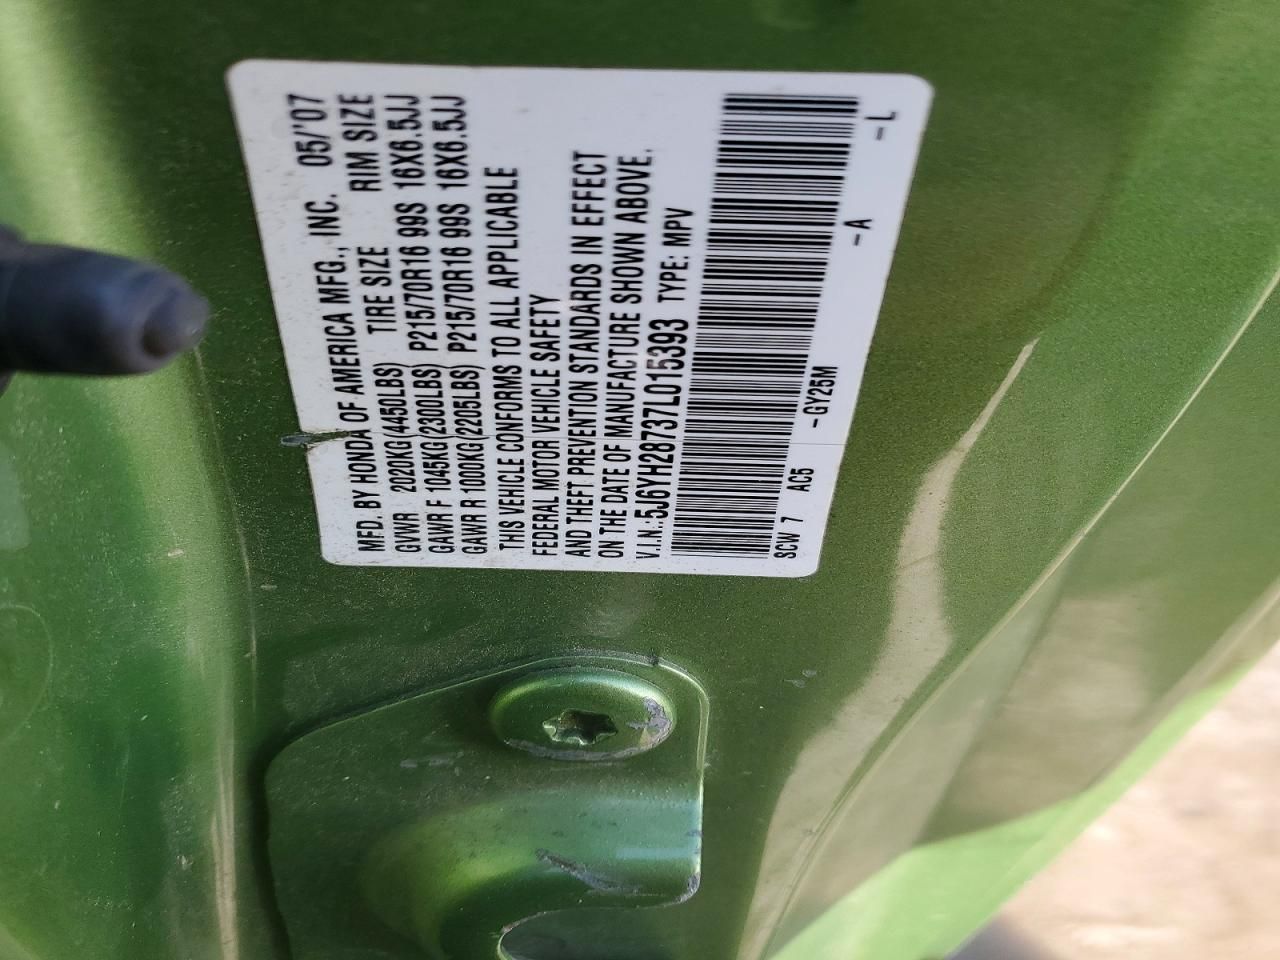 MFD. BY HONDA OF AMERICA MFG., INC. 05/'07
GVWR 2020KG(4450LBS) TIRE SIZE RIM SIZE
GAWR F 1045KG(2300LBS) P215/70R16 99S 16X6.5JJ
GAWR R 1000KG(2205LBS) P215/70R16 99S 16X6.5JJ
THIS VEHICLE CONFORMS TO ALL APPLICABLE
FEDERAL MOTOR VEHICLE SAFETY
AND THEFT PREVENTION STANDARDS IN EFFECT
ON THE DATE OF MANUFACTURE SHOWN ABOVE.
V.I.N.:5J6YH28737L015393 TYPE: MPV
SCW 7 AC5 -GY25M -A -L